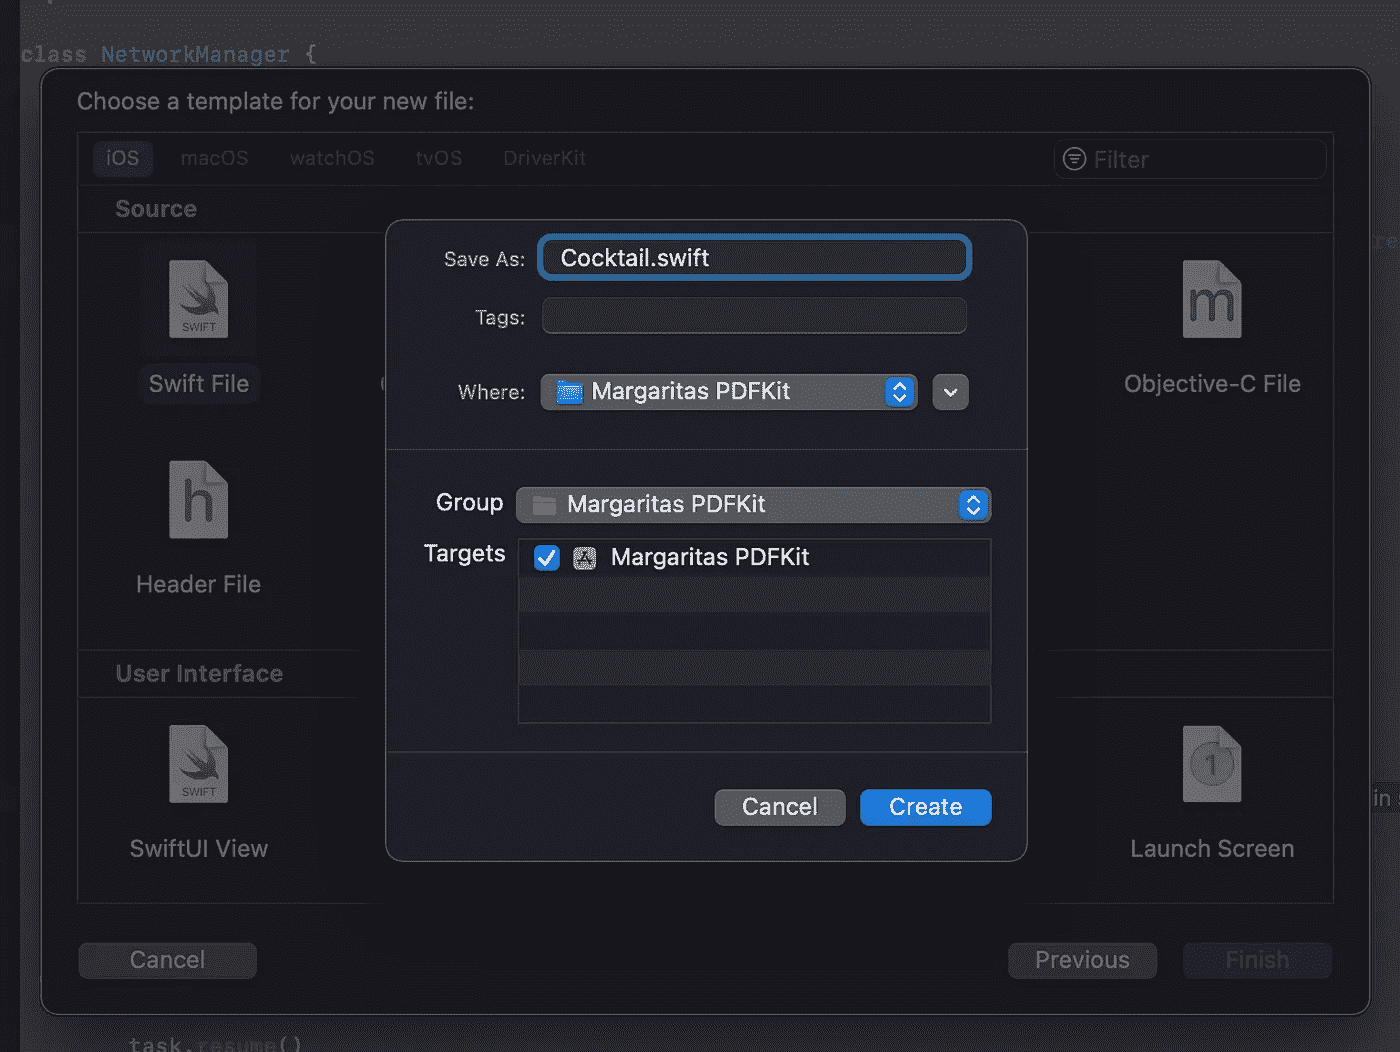 class NetworkManager {
Choose a template for your new file:
iOS macOS watchOS tvOS DriverKit
Filter
Source
SWIFT
Swift File
m
Objective-C File
h
Header File
User Interface
SWIFT
SwiftUI View
1
Launch Screen
Save As: Cocktail.swift
Tags:
Where: Margaritas PDFKit
Group Margaritas PDFKit
Targets Margaritas PDFKit
Cancel Create
Cancel Previous Finish
in
task.resume()